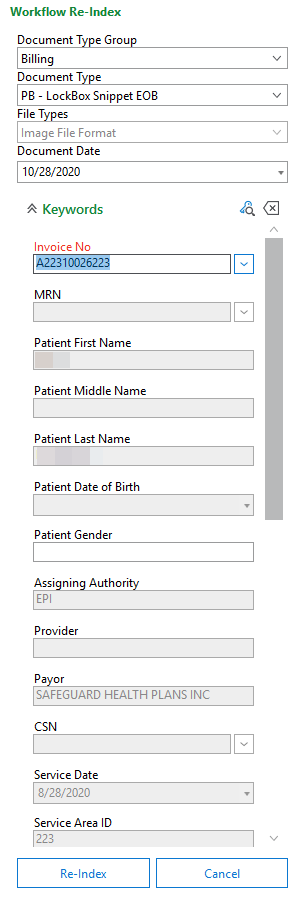 Workflow Re-Index
Document Type Group
Billing
Document Type
PB - LockBox Snippet EOB
File Types
Image File Format
Document Date
10/28/2020
Keywords
Invoice No
A22310026223
MRN
Patient First Name
Patient Middle Name
Patient Last Name
Patient Date of Birth
Patient Gender
Assigning Authority
EPI
Provider
Payor
SAFEGUARD HEALTH PLANS INC
CSN
Service Date
8/28/2020
Service Area ID
223
Re-Index
Cancel